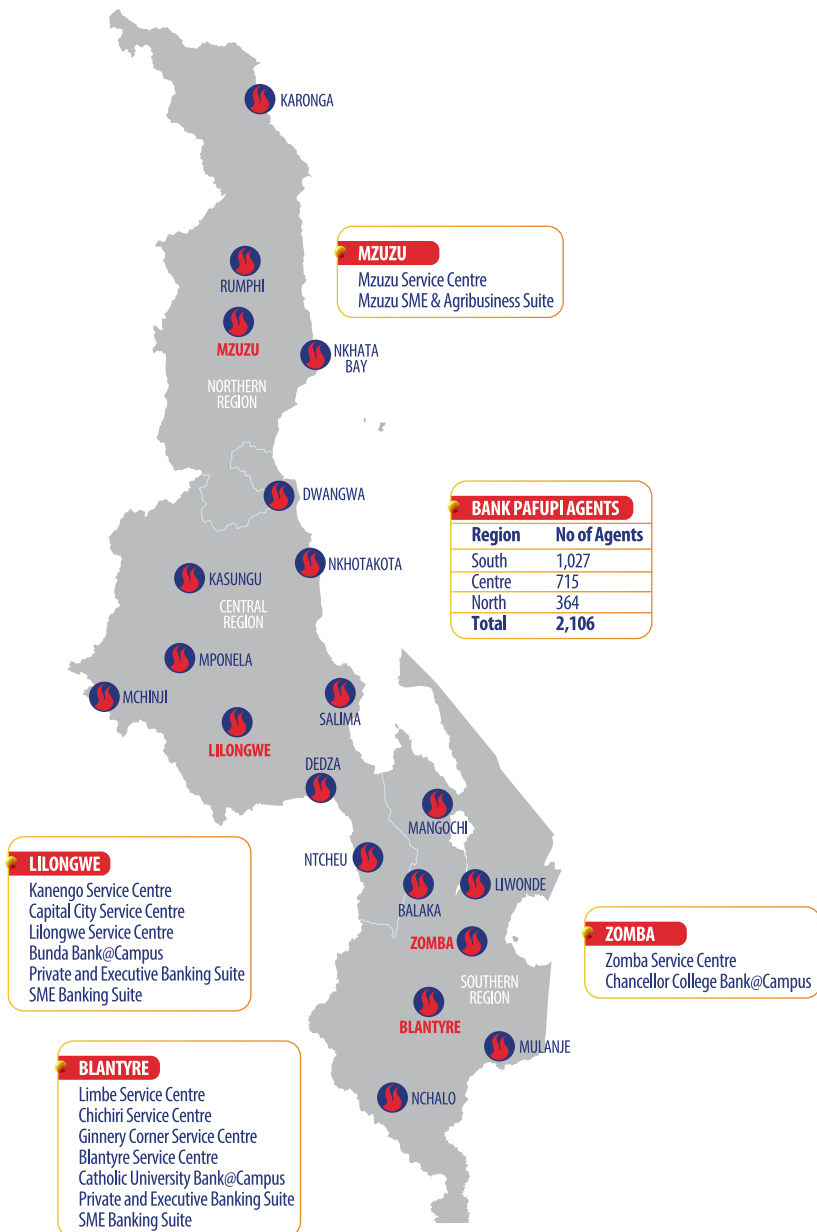 KARONGA
RUMPHI
MZUZU
NKHATA
BAY
NORTHERN
REGION
MZUZU
Mzuzu Service Centre
Mzuzu SME & Agribusiness Suite
DWANGWA
NKHOTAKOTA
KASUNGU
CENTRAL
REGION
MPONELA
MCHINJI
SALIMA
LILONGWE
DEDZA
BANK PAFUPI AGENTS
Region No of Agents
South 1,027
Centre 715
North 364
Total 2,106
MANGOCHI
NTCHEU
BALAKA
LIWONDE
ZOMBA
SOUTHERN
REGION
BLANTYRE
MULANJE
NCHALO
LILONGWE
Kanengo Service Centre
Capital City Service Centre
Lilongwe Service Centre
Bunda Bank@Campus
Private and Executive Banking Suite
SME Banking Suite
ZOMBA
Zomba Service Centre
Chancellor College Bank@Campus
BLANTYRE
Limbe Service Centre
Chichiri Service Centre
Ginnery Corner Service Centre
Blantyre Service Centre
Catholic University Bank@Campus
Private and Executive Banking Suite
SME Banking Suite